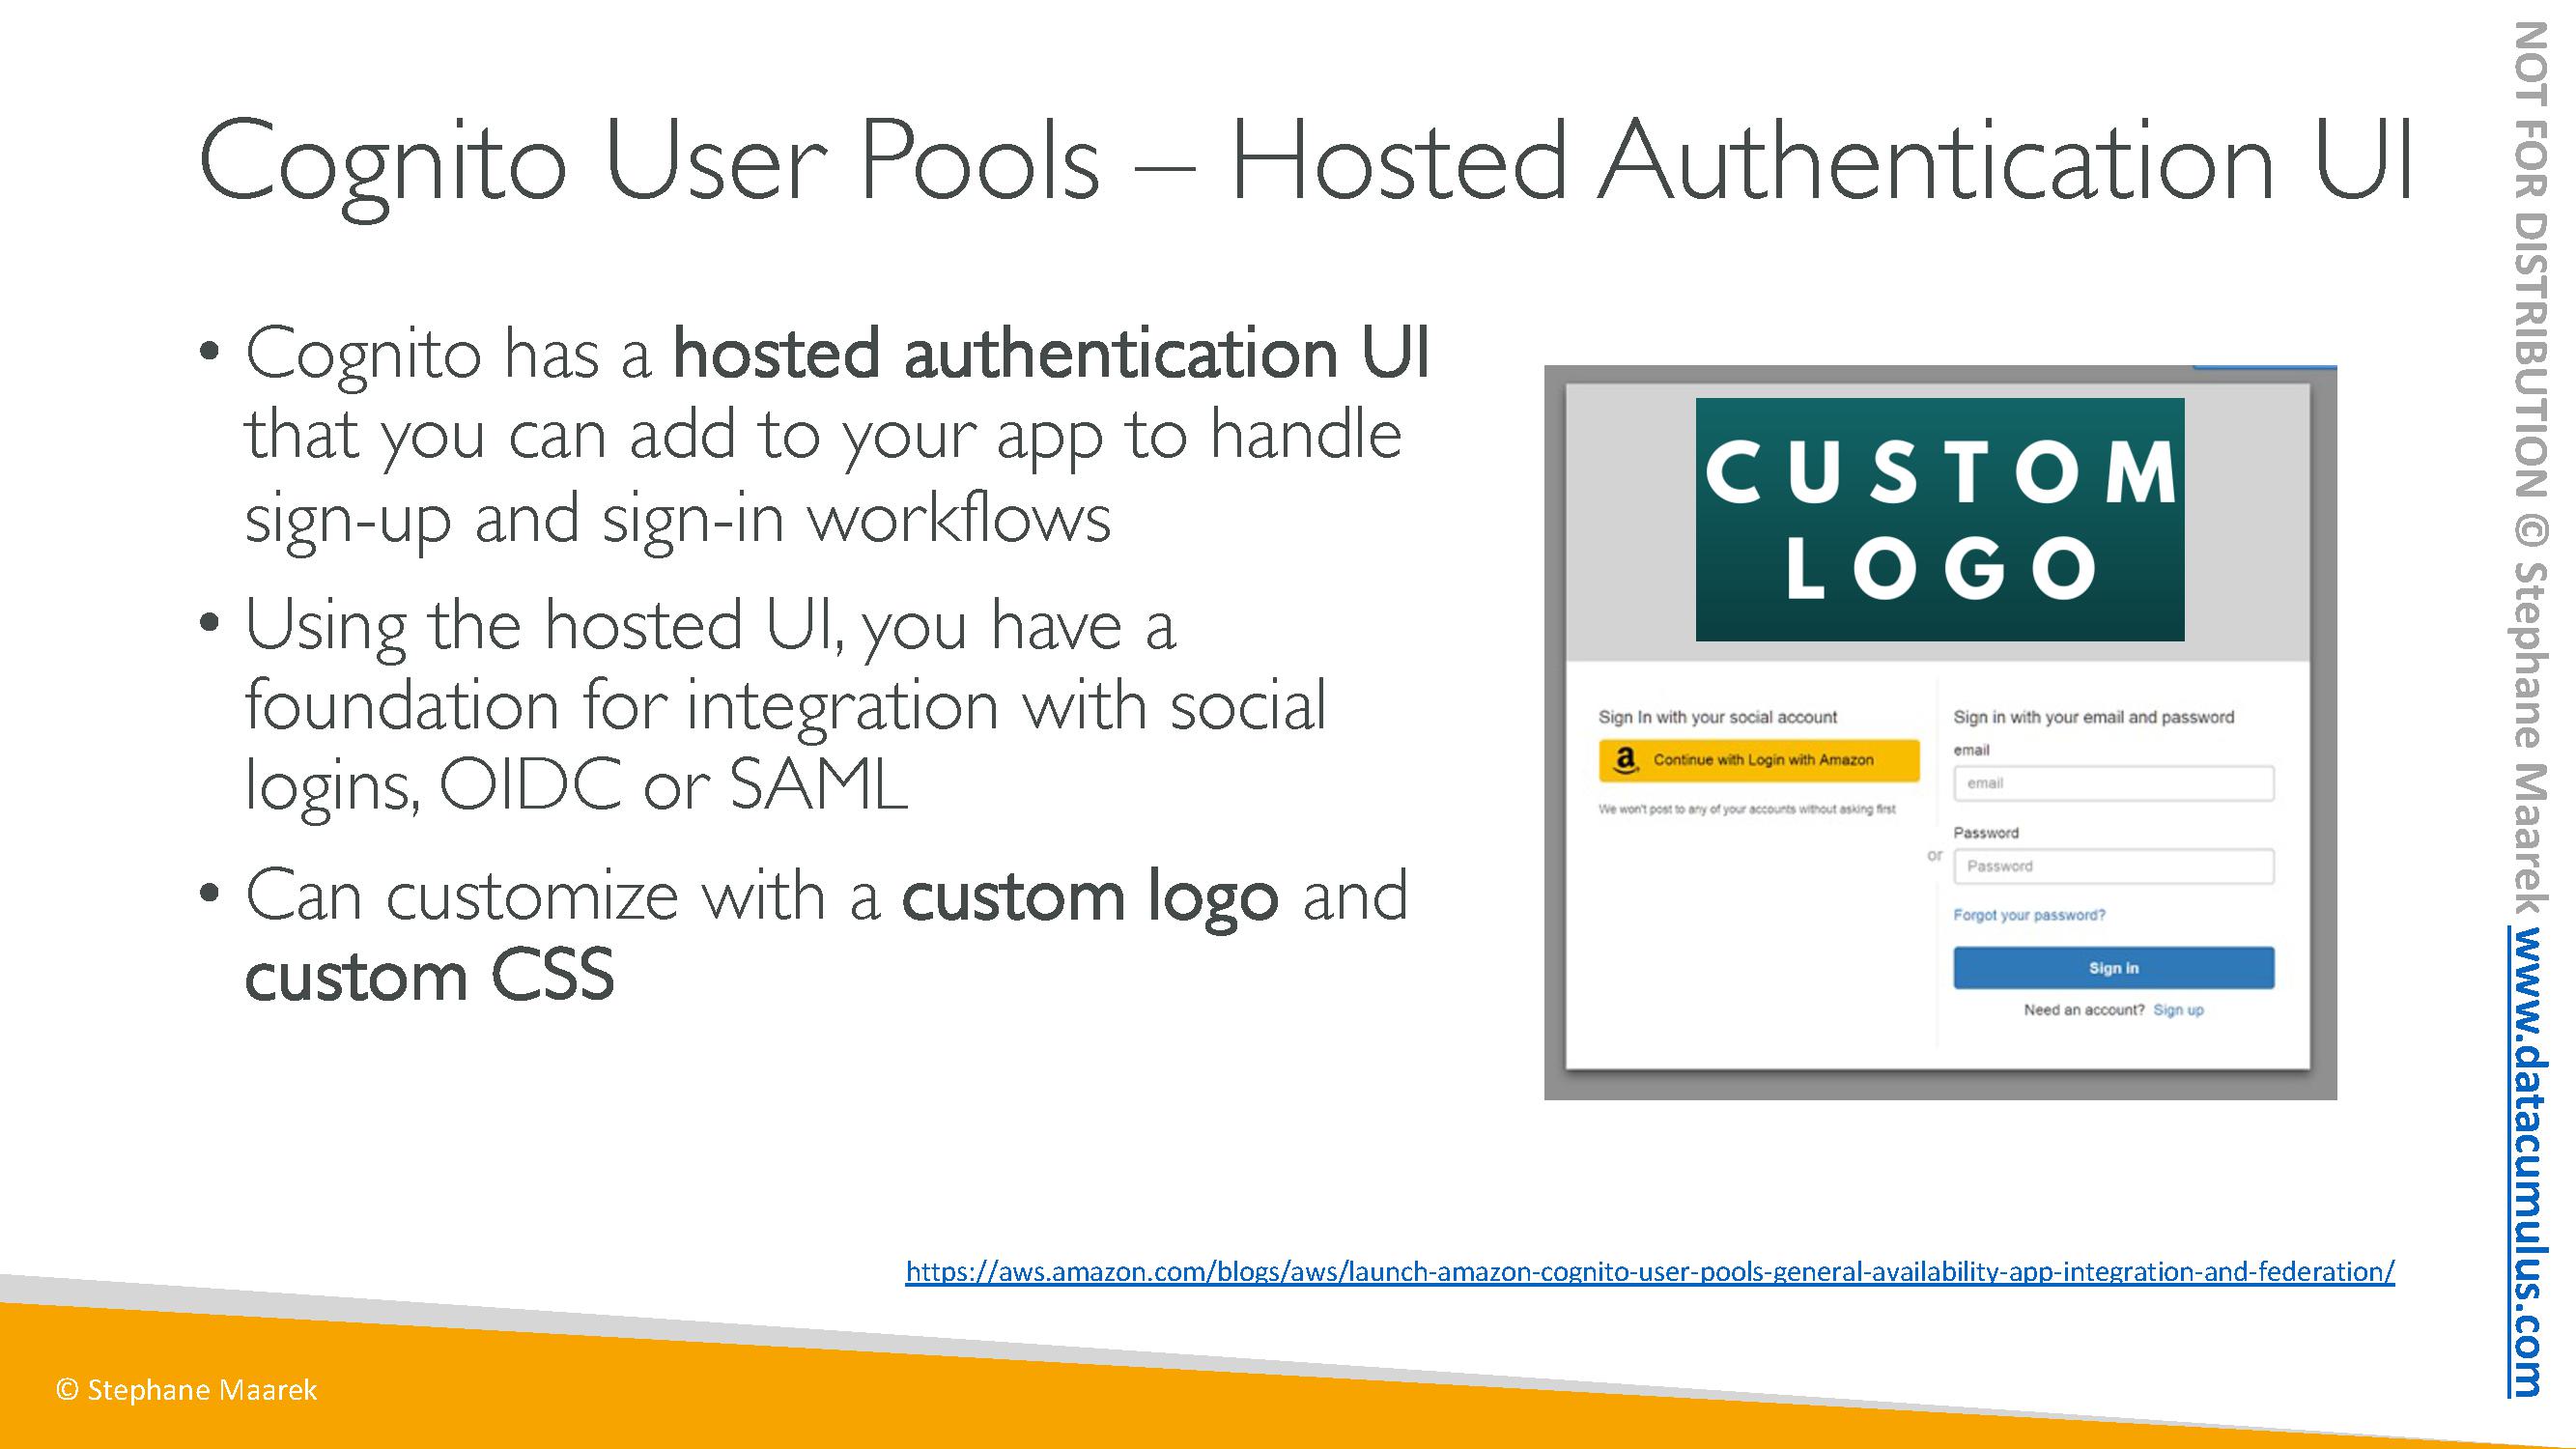 Cognito User Pools – Hosted Authentication UI
• Cognito has a hosted authentication UI
that you can add to your app to handle
sign-up and sign-in workflows
• Using the hosted UI, you have a
foundation for integration with social
logins, OIDC or SAML
• Can customize with a custom logo and
custom CSS
CUSTOM
LOGO
Sign In with your social account
Continue with Login with Amazon
We won't post to any of your accounts without asking first
or
Sign in with your email and password
email
email
Password
Password
Forgot your password?
Sign in
Need an account? Sign up
https://aws.amazon.com/blogs/aws/launch-amazon-cognito-user-pools-general-availability-app-integration-and-federation/
© Stephane Maarek
NOT FOR DISTRIBUTION © Stephane Maarek www.datacumulus.com